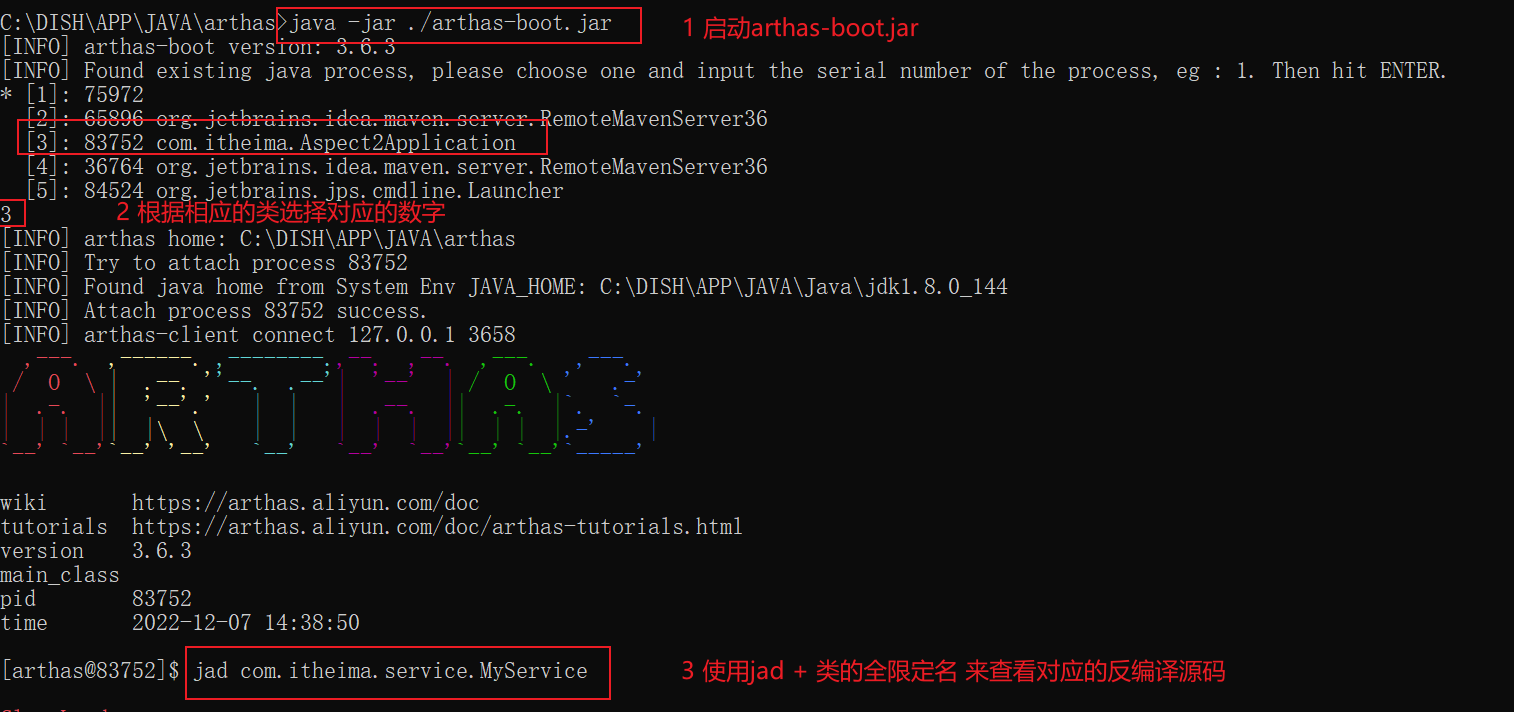 C:\DISH\APP\JAVA\arthas>java -jar ./arthas-boot.jar 1 启动arthas-boot.jar
[INFO] arthas-boot version: 3.6.3
[INFO] Found existing java process, please choose one and input the serial number of the process, eg : 1. Then hit ENTER.
* [1]: 75972
[2]: 65896 org.jetbrains.idea.maven.server.RemoteMavenServer36
[3]: 83752 com.itheima.Aspect2Application
[4]: 36764 org.jetbrains.idea.maven.server.RemoteMavenServer36
[5]: 84524 org.jetbrains.jps.cmdline.Launcher
3 2 根据相应的类选择对应的数字
[INFO] arthas home: C:\DISH\APP\JAVA\arthas
[INFO] Try to attach process 83752
[INFO] Found java home from System Env JAVA_HOME: C:\DISH\APP\JAVA\Java\jdk1.8.0_144
[INFO] Attach process 83752 success.
[INFO] arthas-client connect 127.0.0.1 3658
ARTHAS
wiki https://arthas.aliyun.com/doc
tutorials https://arthas.aliyun.com/doc/arthas-tutorials.html
version 3.6.3
main_class
pid 83752
time 2022-12-07 14:38:50
[arthas@83752]$ jad com.itheima.service.MyService 3 使用jad + 类的全限定名 来查看对应的反编译源码